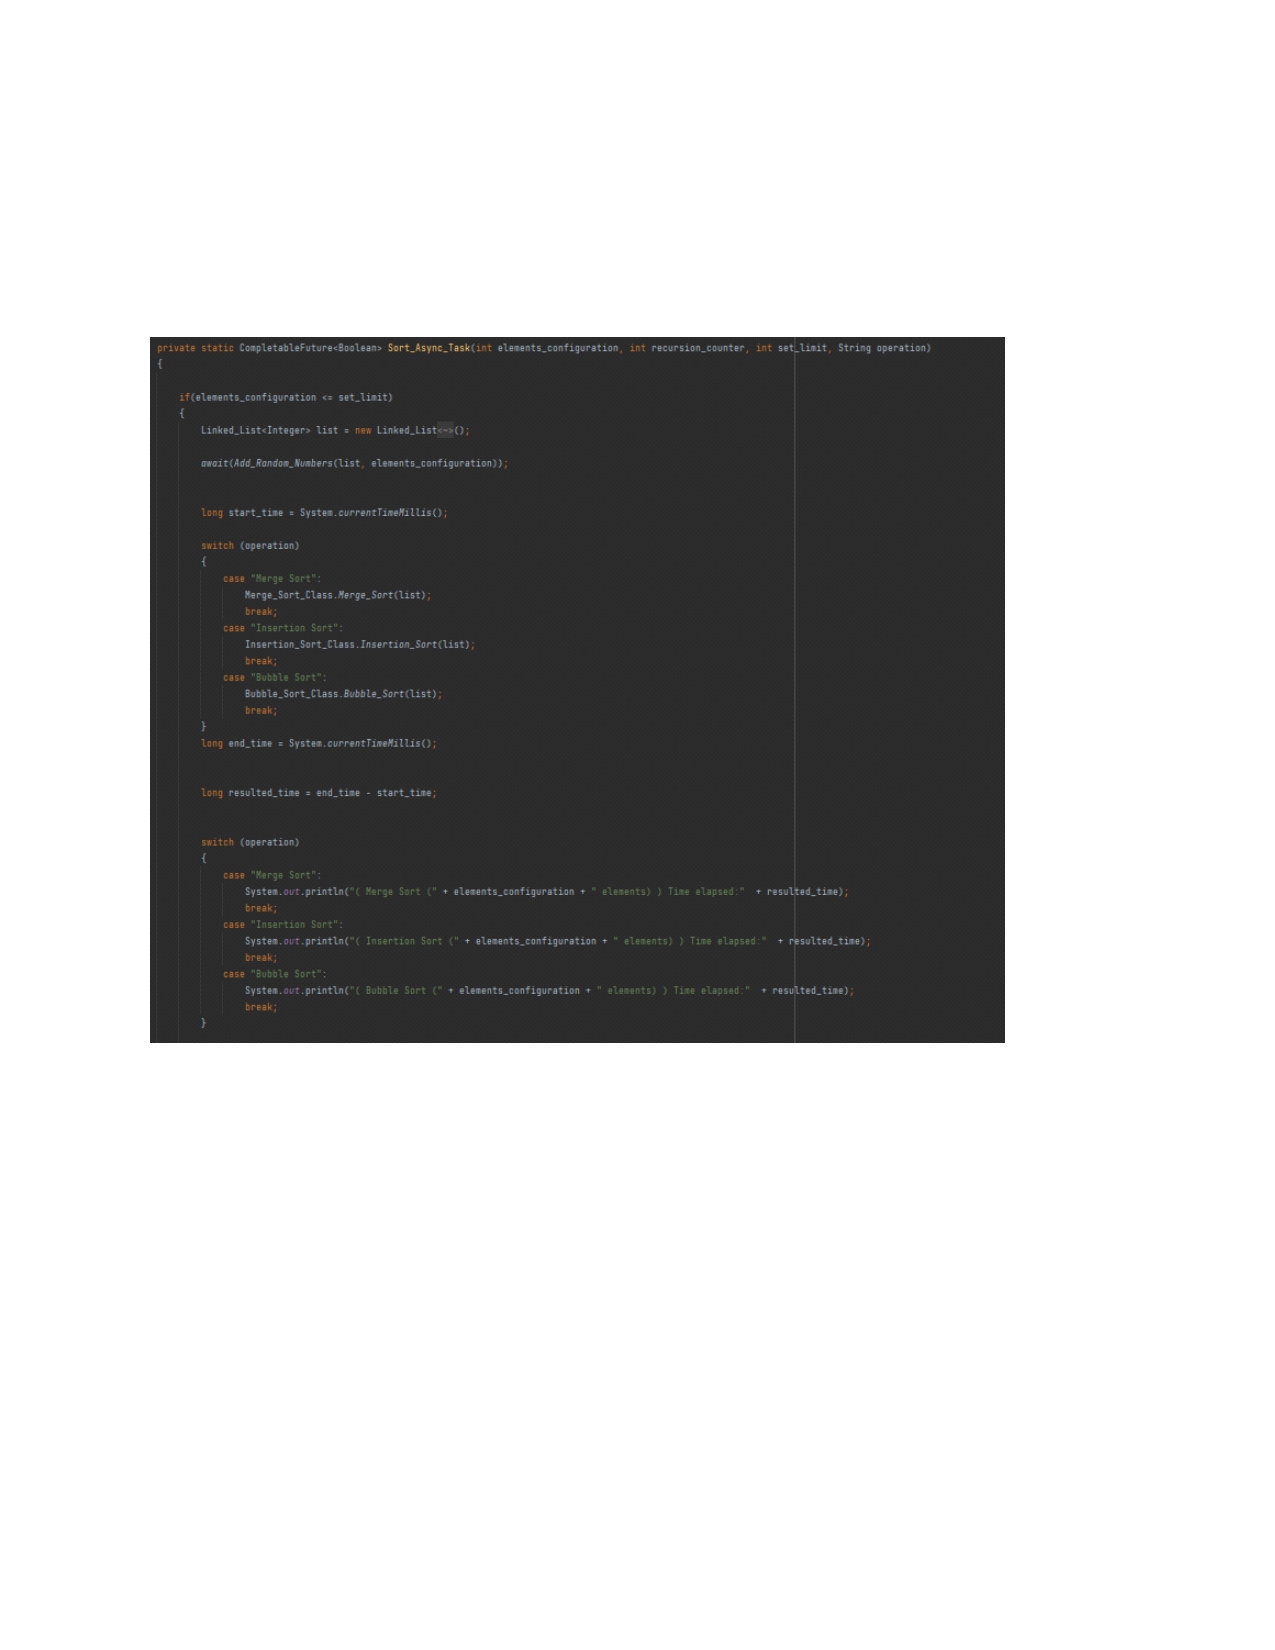 private static CompletableFuture<Boolean> Sort_Async_Task(int elements_configuration, int recursion_counter, int set_limit, String operation)
{
if(elements_configuration <= set_limit)
{
Linked_List<Integer> list = new Linked_List<~>();
await(Add_Random_Numbers(list, elements_configuration));
long start_time = System.currentTimeMillis();
switch (operation)
{
case "Merge Sort":
Merge_Sort_Class.Merge_Sort(list);
break;
case "Insertion Sort":
Insertion_Sort_Class.Insertion_Sort(list);
break;
case "Bubble Sort":
Bubble_Sort_Class.Bubble_Sort(list);
break;
}
long end_time = System.currentTimeMillis();
long resulted_time = end_time - start_time;
switch (operation)
{
case "Merge Sort":
System.out.println("( Merge Sort (" + elements_configuration + " elements) ) Time elapsed:" + resulted_time);
break;
case "Insertion Sort":
System.out.println("( Insertion Sort (" + elements_configuration + " elements) ) Time elapsed:" + resulted_time);
break;
case "Bubble Sort":
System.out.println("( Bubble Sort (" + elements_configuration + " elements) ) Time elapsed:" + resulted_time);
break;
}